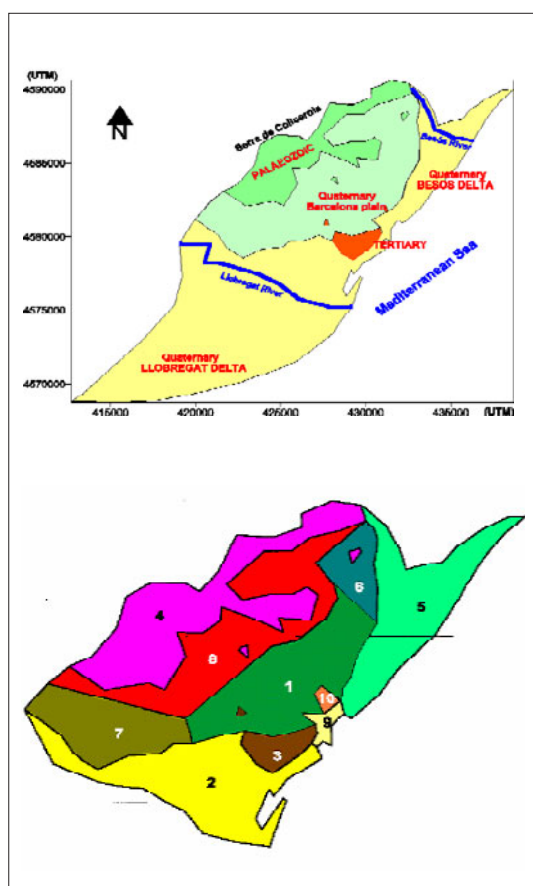 (UTM)
4590000
N
Serra de Collserola
Besòs River
4585000
PALAEOZOIC
Quaternary
BESOS DELTA
Quaternary
Barcelona plain
4580000
TERTIARY
Llobregat River
Mediterranean Sea
4575000
Quaternary
LLOBREGAT DELTA
4570000
415000 420000 425000 430000 435000 (UTM)
6
5
4
8
1
10
7
9
3
2